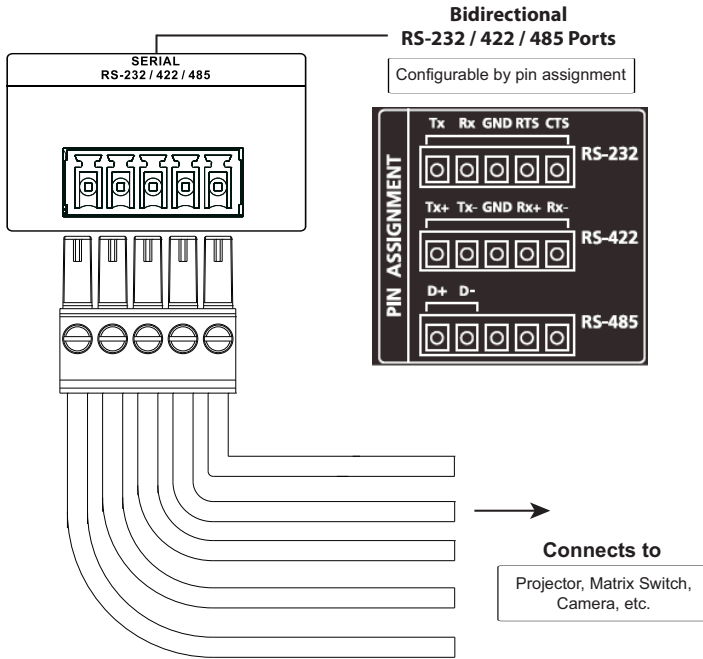 Bidirectional
RS-232 / 422 / 485 Ports
Configurable by pin assignment
SERIAL
RS-232 / 422 / 485
PIN ASSIGNMENT
Tx Rx GND RTS CTS
RS-232
Tx+ Tx- GND Rx+ Rx-
RS-422
D+ D-
RS-485
Connects to
Projector, Matrix Switch,
Camera, etc.